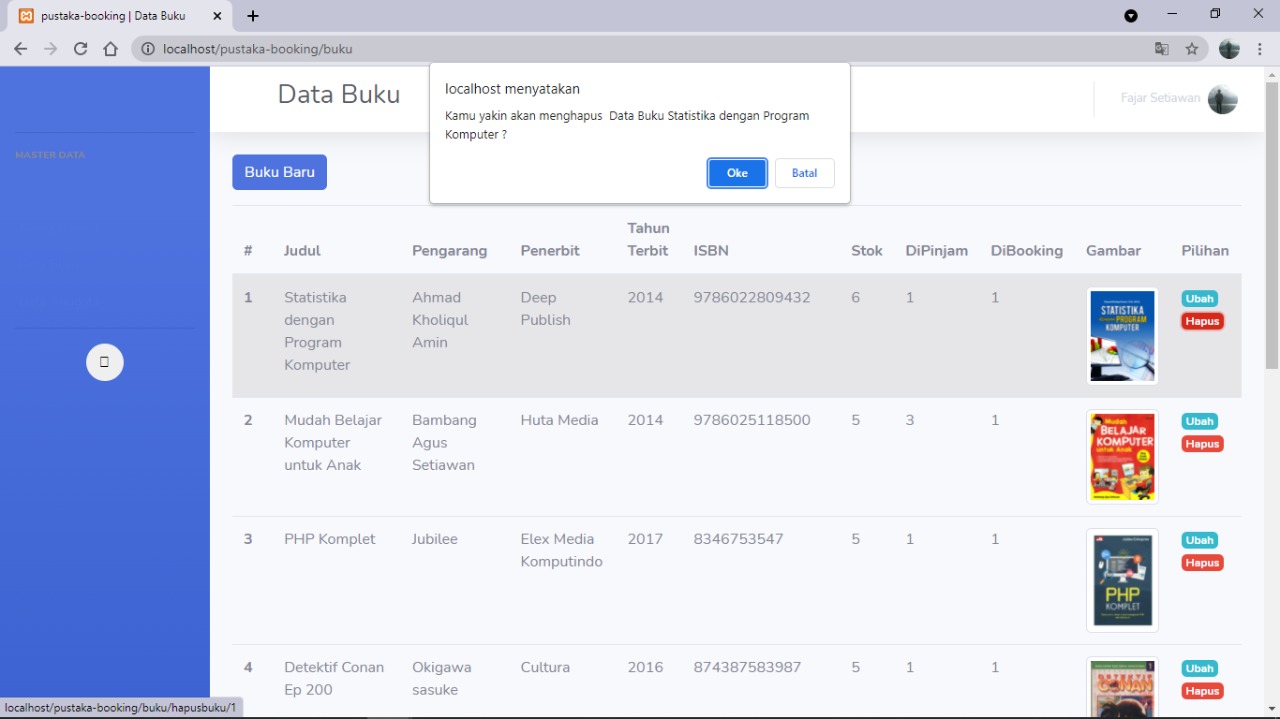 pustaka-booking | Data Buku
localhost/pustaka-booking/buku
localhost menyatakan
Kamu yakin akan menghapus  Data Buku Statistika dengan Program
Komputer ?
Oke
Batal
Data Buku
Fajar Setiawan
MASTER DATA
Buku Baru
# Judul Pengarang Penerbit Tahun Terbit ISBN Stok DiPinjam DiBooking Gambar Pilihan
1 Statistika Ahmad Deep 2014 9786022809432 6 1 1 Ubah
dengan Kholiqul Publish Hapus
Program Amin
Komputer
STATISTIKA
dengan PROGRAM
KOMPUTER
2 Mudah Belajar Bambang Huta Media 2014 9786025118500 5 3 1 Ubah
Komputer Agus Hapus
untuk Anak Setiawan
Mudah
BELAJAR
KOMPUTER
untuk Anak
3 PHP Komplet Jubilee Elex Media 2017 8346753547 5 1 1 Ubah
Komputindo Hapus
PHP
KOMPLET
4 Detektif Conan Okigawa Cultura 2016 874387583987 5 1 1 Ubah
Ep 200 sasuke Hapus
DETEKTIF
CONAN
localhost/pustaka-booking/buku/hapusbuku/1